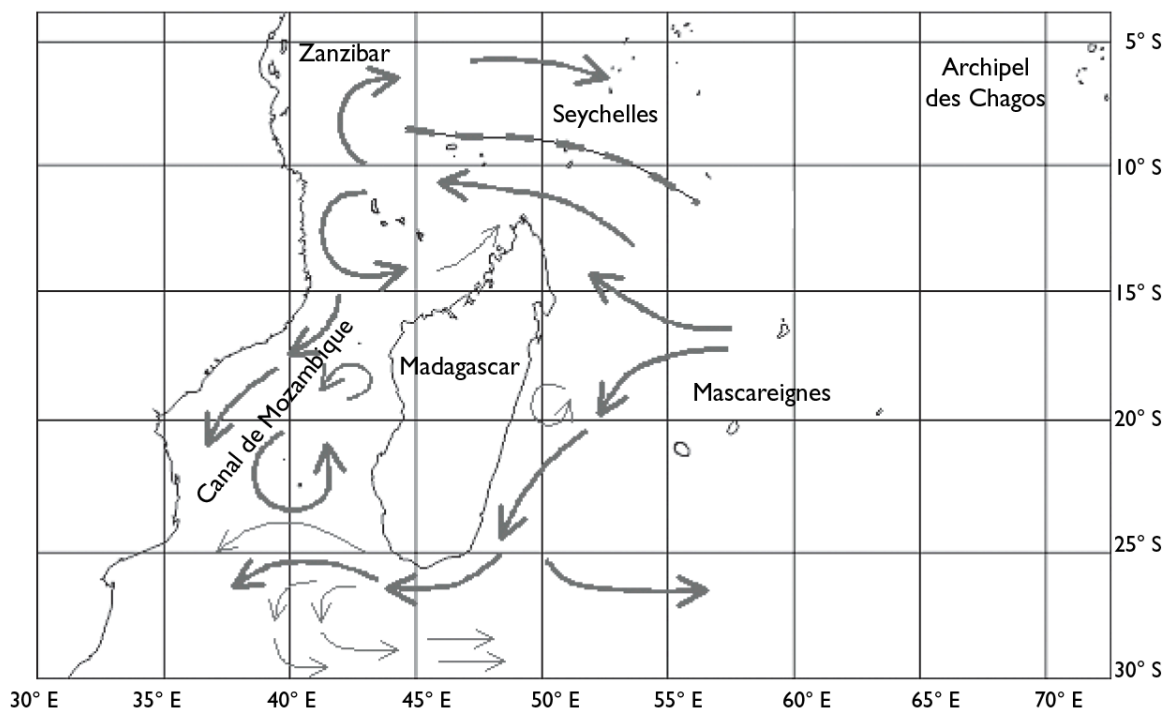 Zanzibar
5° S
Archipel
des Chagos
Seychelles
10° S
15° S
Canal de Mozambique
Madagascar
Mascareignes
20° S
25° S
30° S
30° E 35° E 40° E 45° E 50° E 55° E 60° E 65° E 70° E